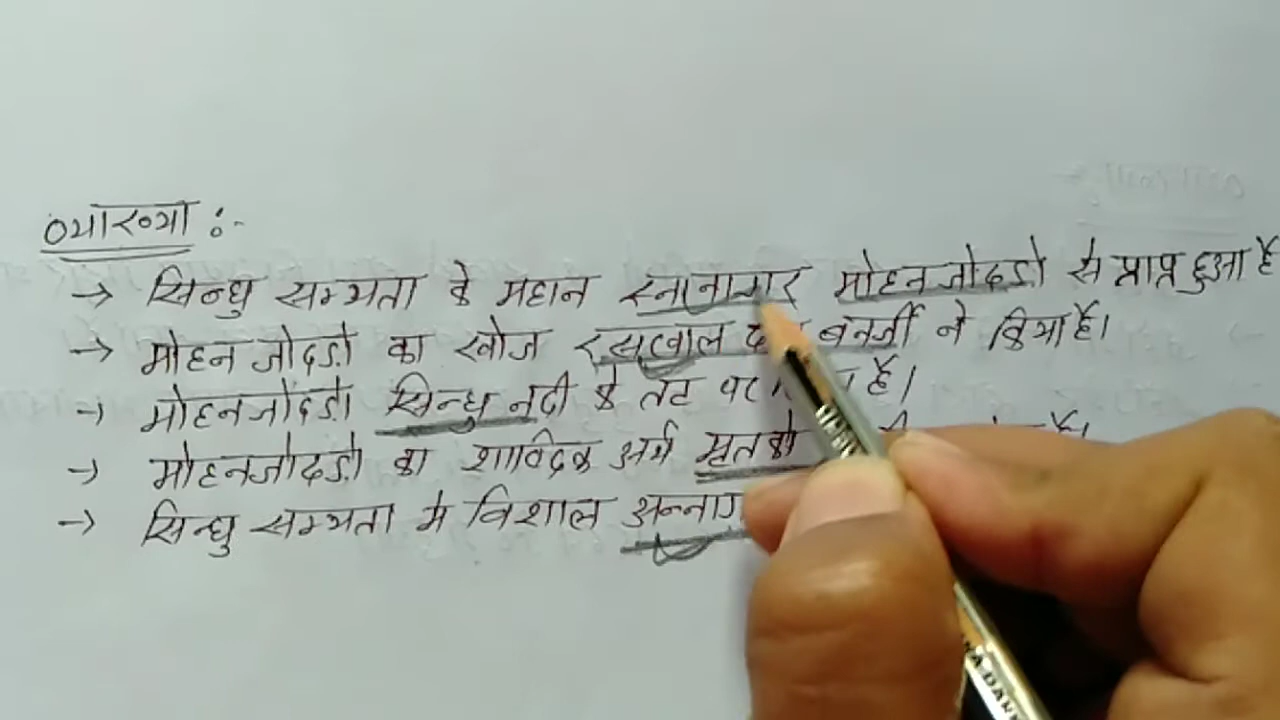 व्याख्या :-
→ सिन्धु सभ्यता के महान स्नानागार मोहनजोदड़ो से प्राप्त हुआ है
→ मोहनजोदड़ो का खोज रखाल बनर्जी ने किया है।
→ मोहनजोदड़ो सिन्धु नदी के तट पर है।
→ मोहनजोदड़ो का शाब्दिक अर्थ मृतको
→ सिन्धु सभ्यता मे विशाल अन्नाग